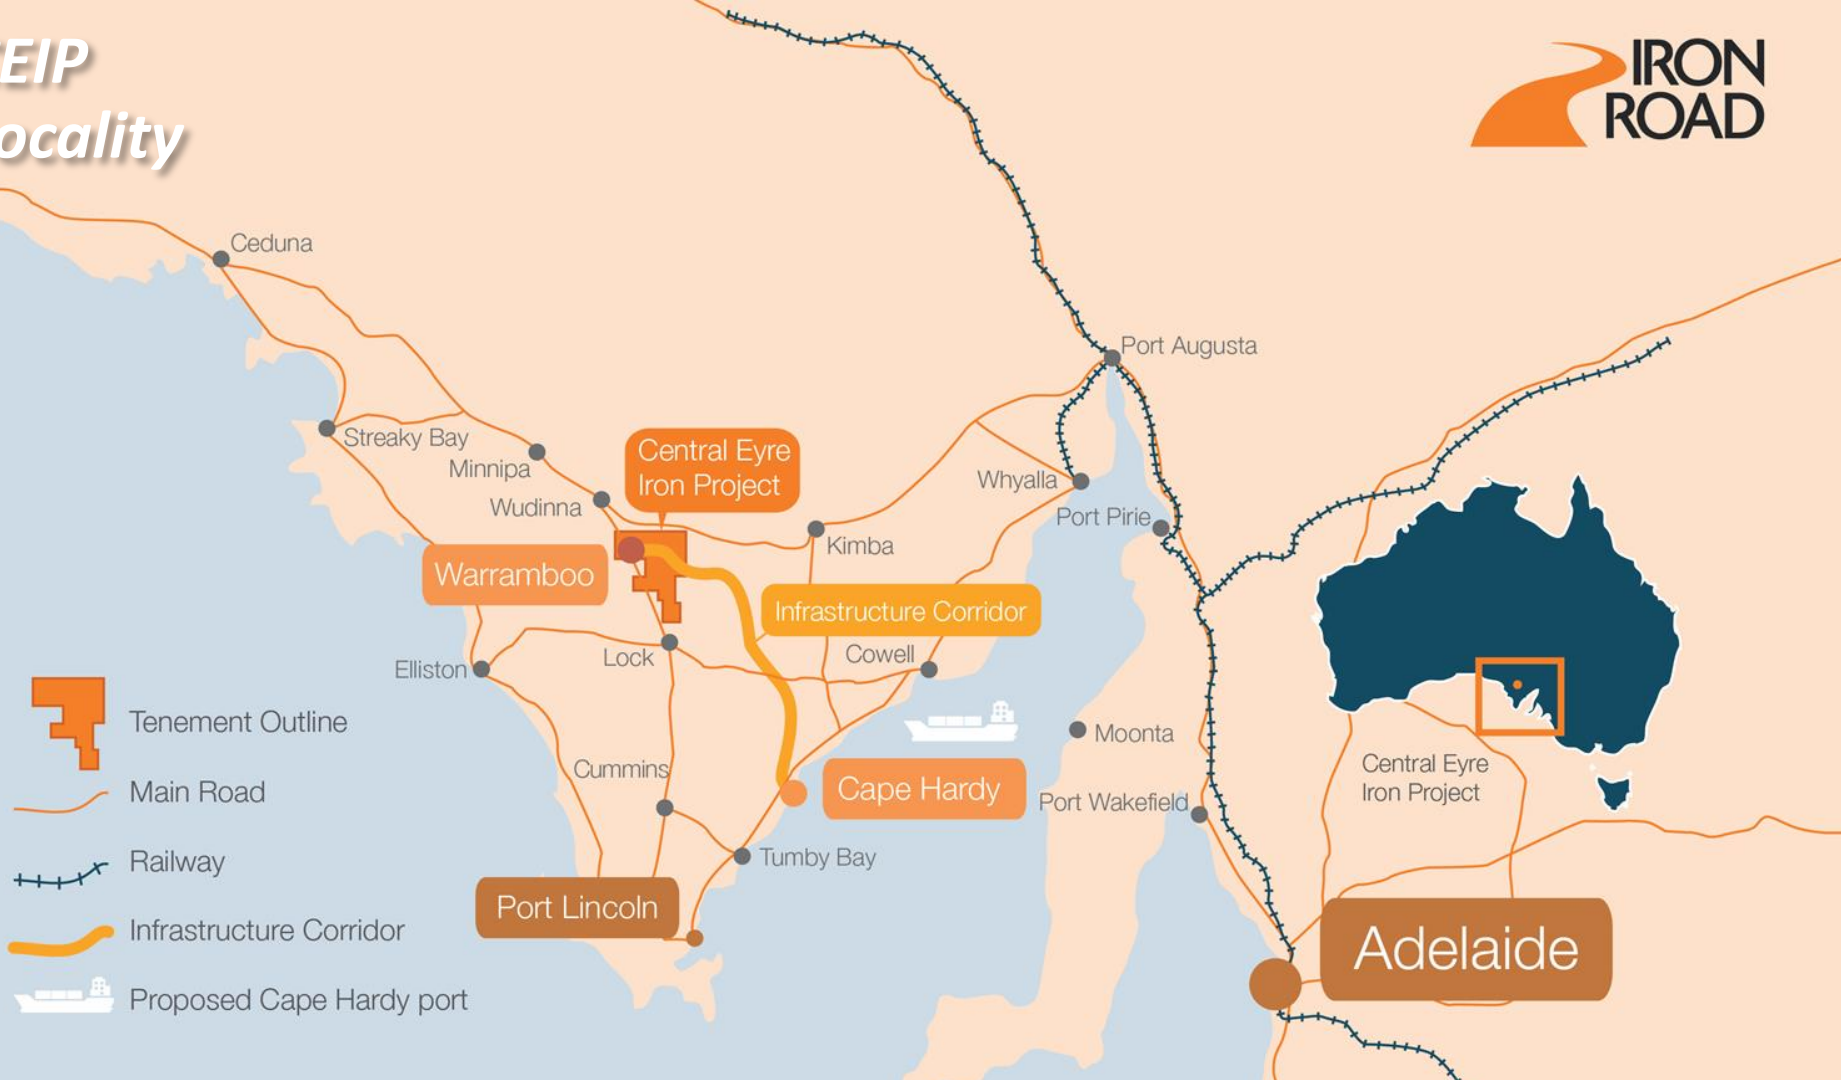 EIP
ocality
IRON
ROAD
Ceduna
Port Augusta
Streaky Bay
Minnipa
Wudinna
Central Eyre
Iron Project
Whyalla
Port Pirie
Kimba
Warramboo
Infrastructure Corridor
Lock
Cowell
Elliston
Tenement Outline
Moonta
Cummins
Main Road
Cape Hardy
Port Wakefield
Central Eyre
Iron Project
Railway
Tumby Bay
Port Lincoln
Infrastructure Corridor
Adelaide
Proposed Cape Hardy port